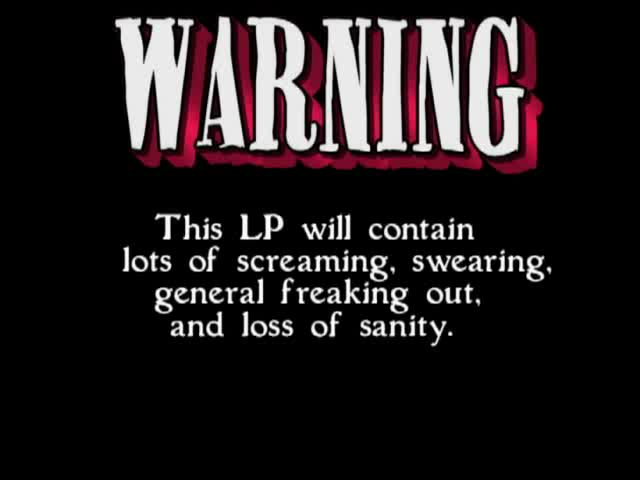 WARNING
This LP will contain
lots of screaming, swearing,
general freaking out,
and loss of sanity.